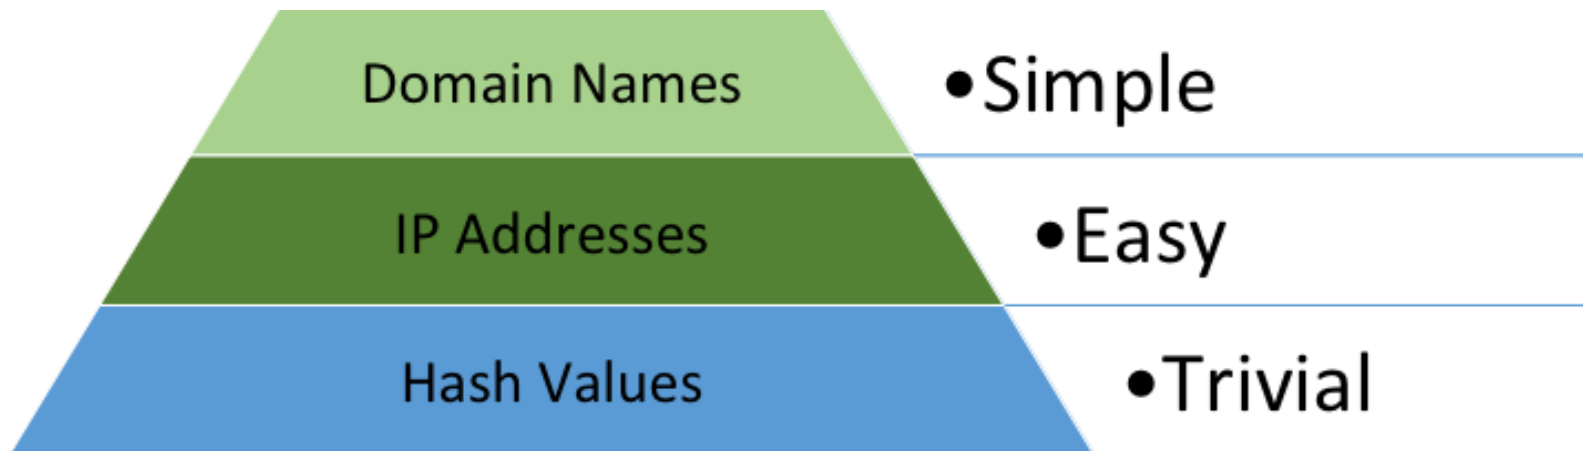 Domain Names
•Simple
IP Addresses
•Easy
Hash Values
•Trivial